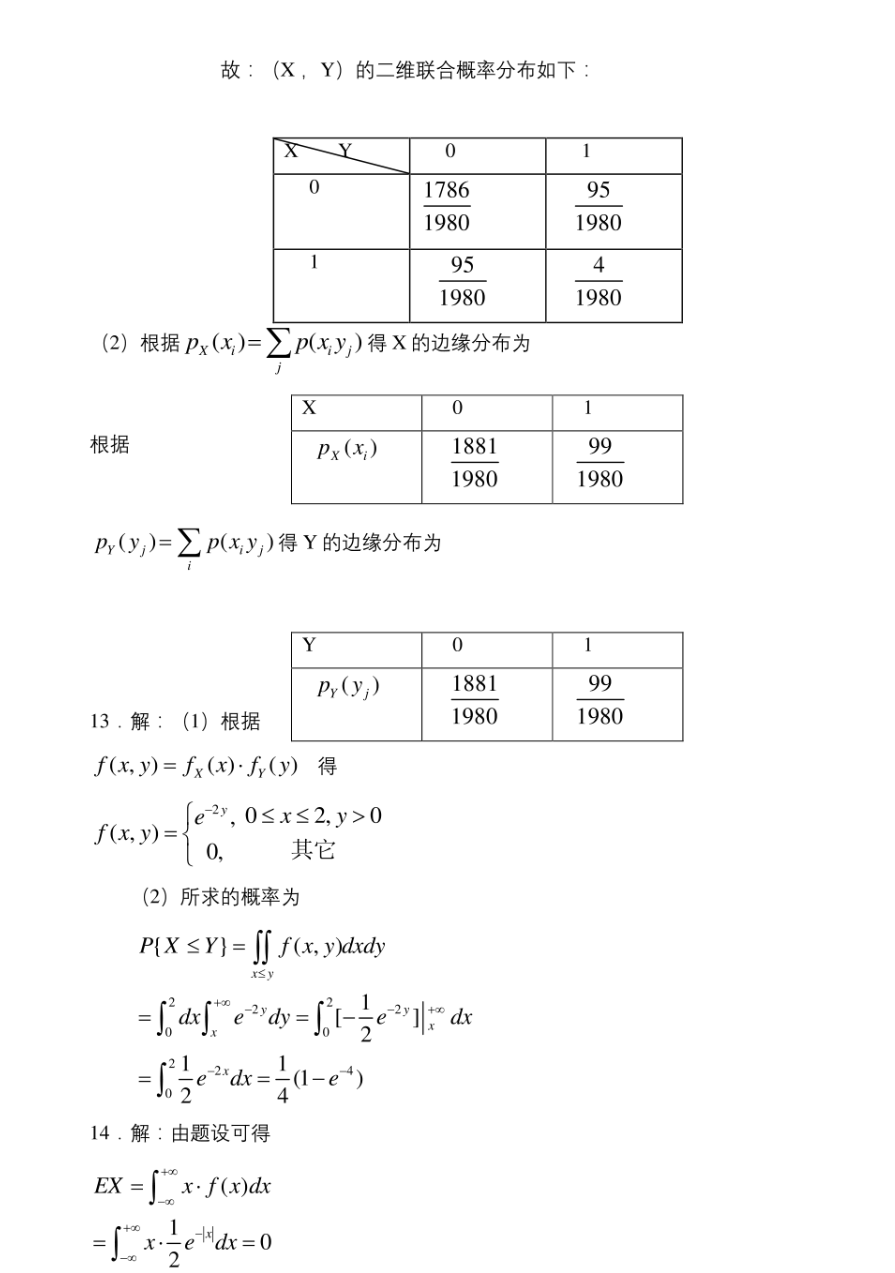 故：（X，Y）的二维联合概率分布如下：
X Y 0 1
0 1786/1980 95/1980
1 95/1980 4/1980
（2）根据 p_X(x_i)=∑_j p(x_i y_j) 得 X 的边缘分布为
X 0 1
根据 p_X(x_i) 1881/1980 99/1980
p_Y(y_j)=∑_i p(x_i y_j) 得 Y 的边缘分布为
Y 0 1
p_Y(y_j) 1881/1980 99/1980
13．解：（1）根据
f(x, y) = f_X(x)·f_Y(y) 得
f(x, y) = { e^{-2y}, 0 ≤ x ≤ 2, y > 0
0, 其它
（2）所求的概率为
P{X ≤ Y} = ∬_{x≤y} f(x, y)dxdy
= ∫_0^2 dx ∫_x^{+∞} e^{-2y} dy = ∫_0^2 [-1/2 e^{-2y}]|_x^{+∞} dx
= ∫_0^2 1/2 e^{-2x} dx = 1/4 (1 − e^{-4})
14．解：由题设可得
EX = ∫_{-∞}^{+∞} x·f(x)dx
= ∫_{-∞}^{+∞} x·1/2 e^{-|x|} dx = 0